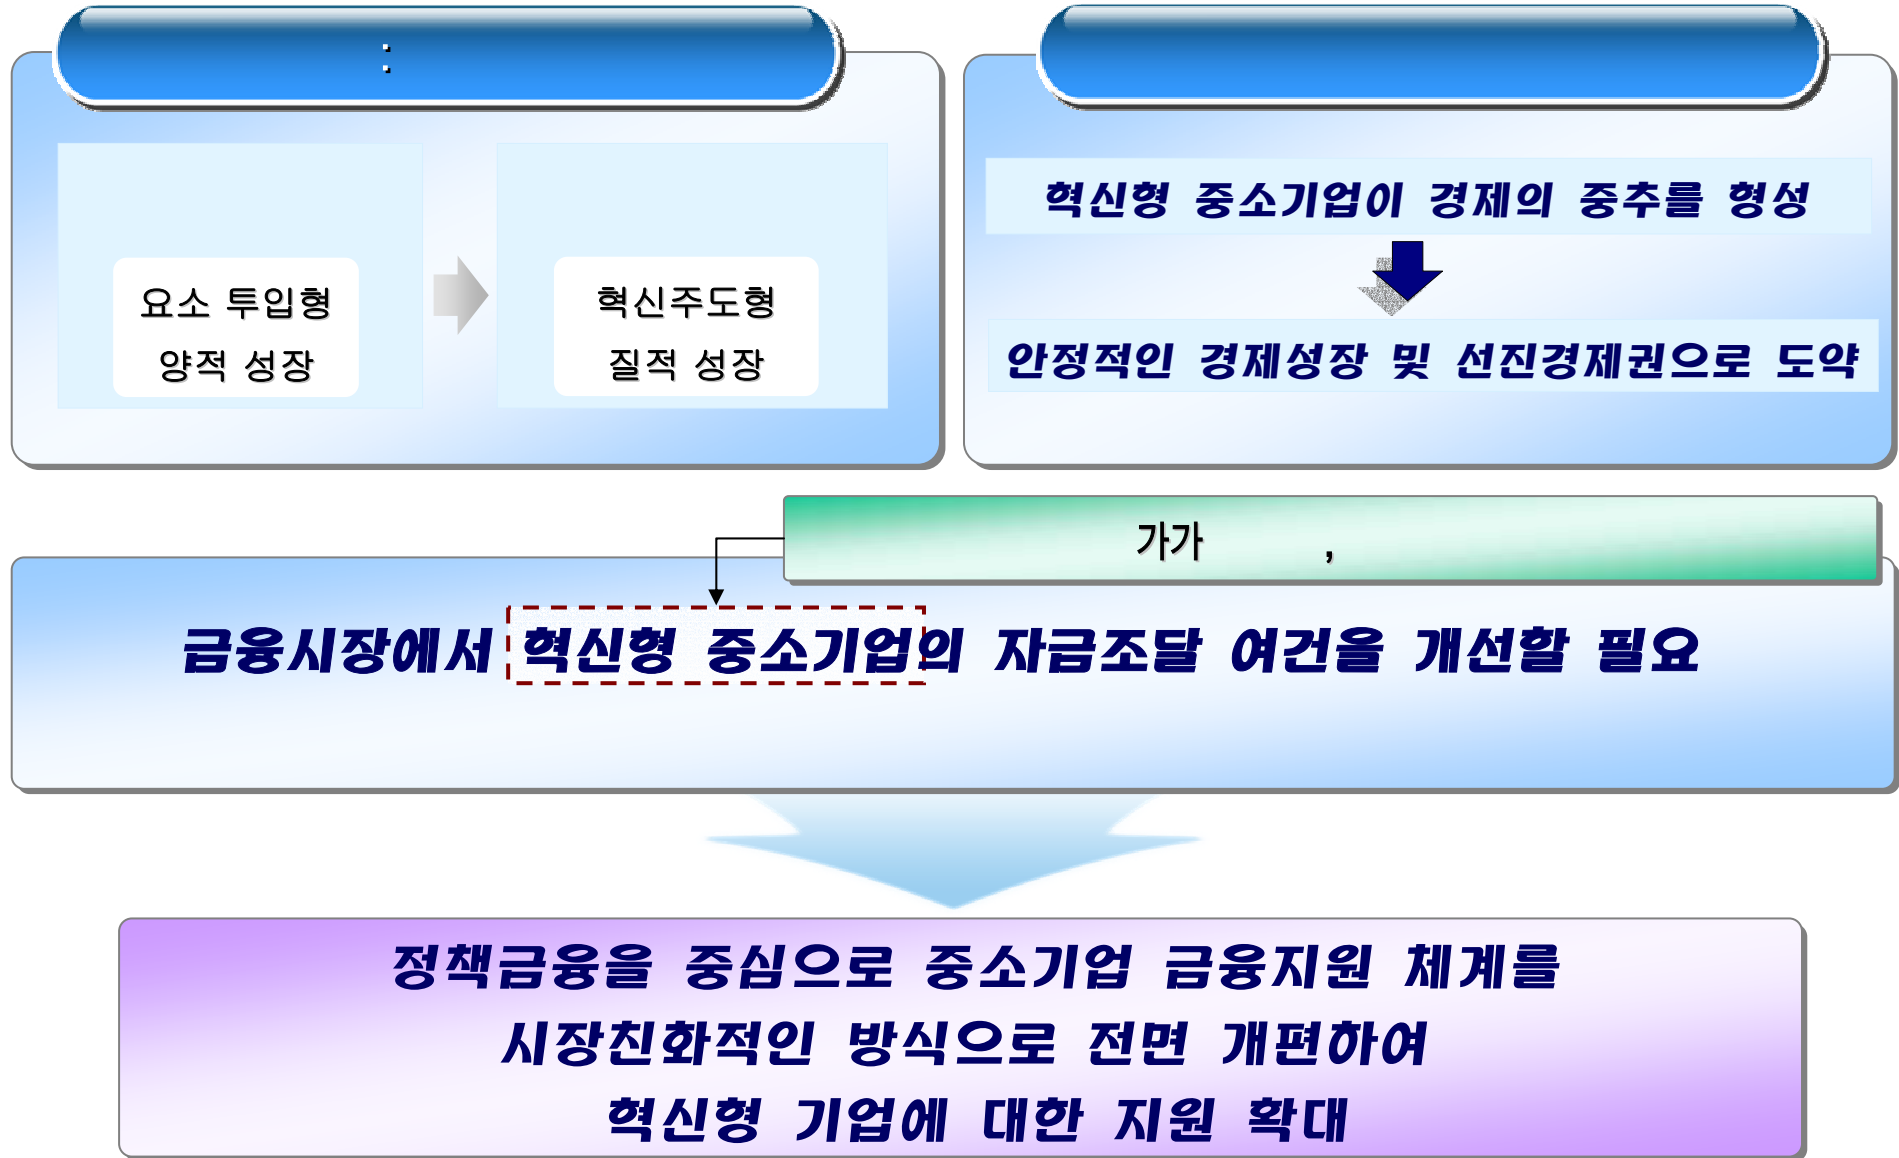 :
요소 투입형
양적 성장
혁신주도형
질적 성장
혁신형 중소기업이 경제의 중추를 형성
안정적인 경제성장 및 선진경제권으로 도약
가가 ,
금융시장에서 혁신형 중소기업의 자금조달 여건을 개선할 필요
정책금융을 중심으로 중소기업 금융지원 체계를
시장친화적인 방식으로 전면 개편하여
혁신형 기업에 대한 지원 확대